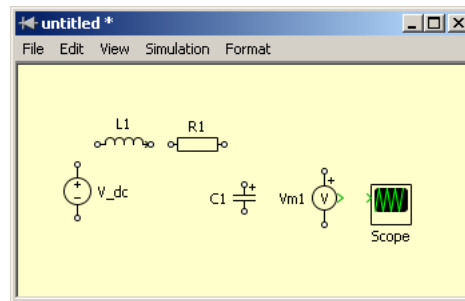 untitled *
File Edit View Simulation Format
L1 R1
V_dc
C1
Vm1
V
Scope